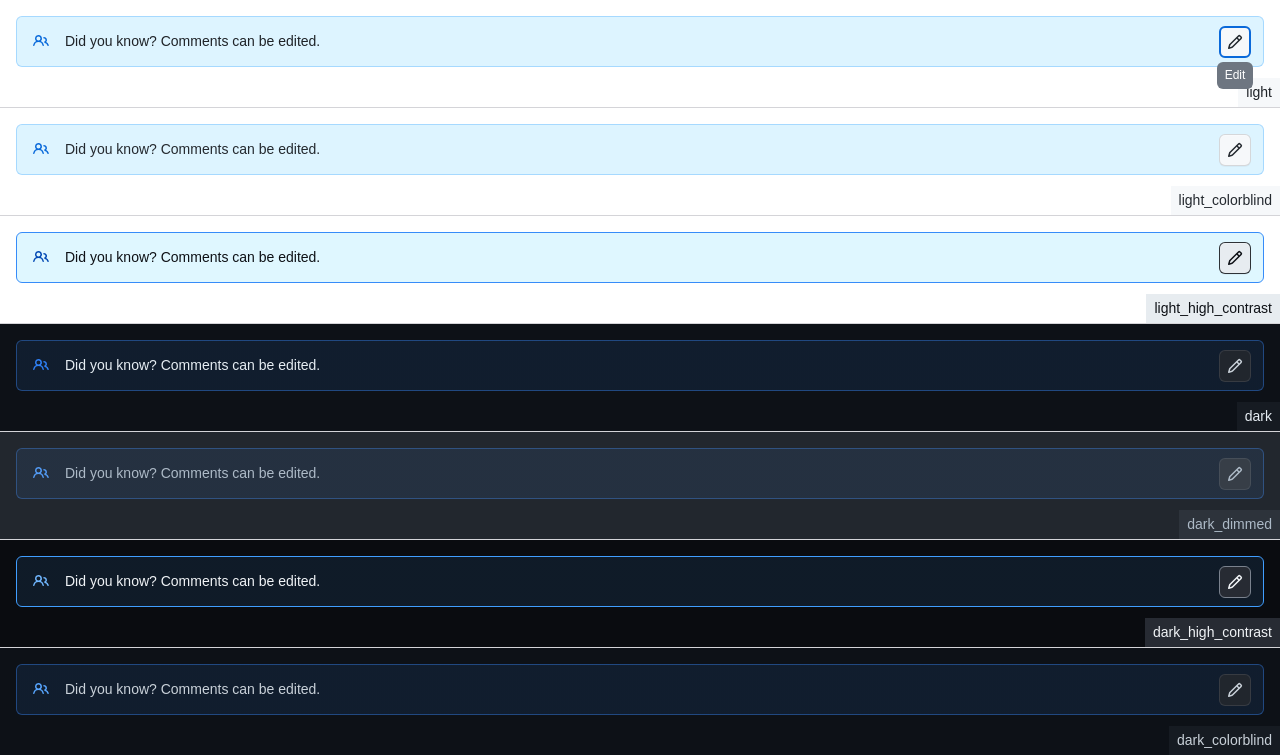 Did you know? Comments can be edited.
Edit
light
Did you know? Comments can be edited.
light_colorblind
Did you know? Comments can be edited.
light_high_contrast
Did you know? Comments can be edited.
dark
Did you know? Comments can be edited.
dark_dimmed
Did you know? Comments can be edited.
dark_high_contrast
Did you know? Comments can be edited.
dark_colorblind